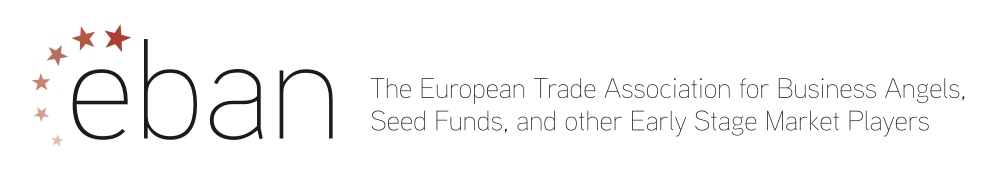 eban
The European Trade Association for Business Angels,
Seed Funds, and other Early Stage Market Players